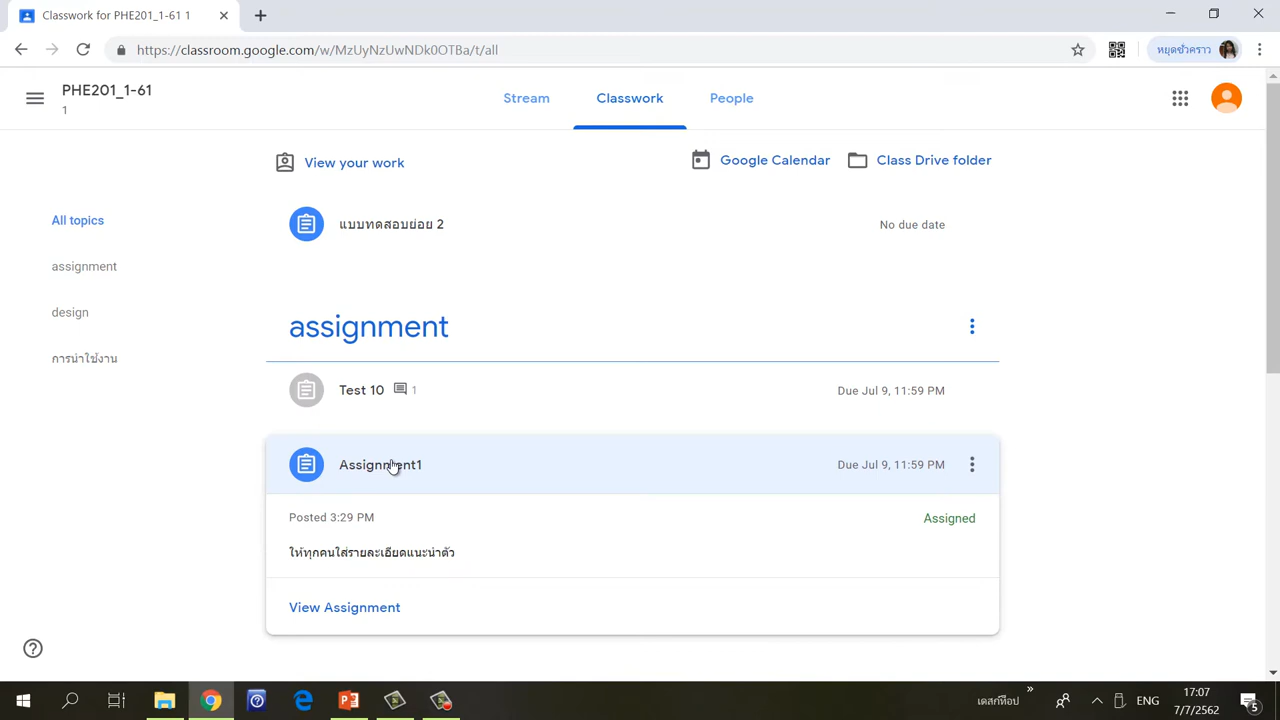 Classwork for PHE201_1-61 1
https://classroom.google.com/w/MzUyNzUwNDk0OTBa/t/all
หยุดชั่วคราว
PHE201_1-61
1
Stream
Classwork
People
View your work
Google Calendar
Class Drive folder
All topics
assignment
design
การนำใช้งาน
แบบทดสอบย่อย 2
No due date
assignment
Test 10
1
Due Jul 9, 11:59 PM
Assignment1
Due Jul 9, 11:59 PM
Posted 3:29 PM
Assigned
ให้ทุกคนใส่รายละเอียดแนะนำตัว
View Assignment
เดสก์ท็อป
ENG
17:07
7/7/2562
5